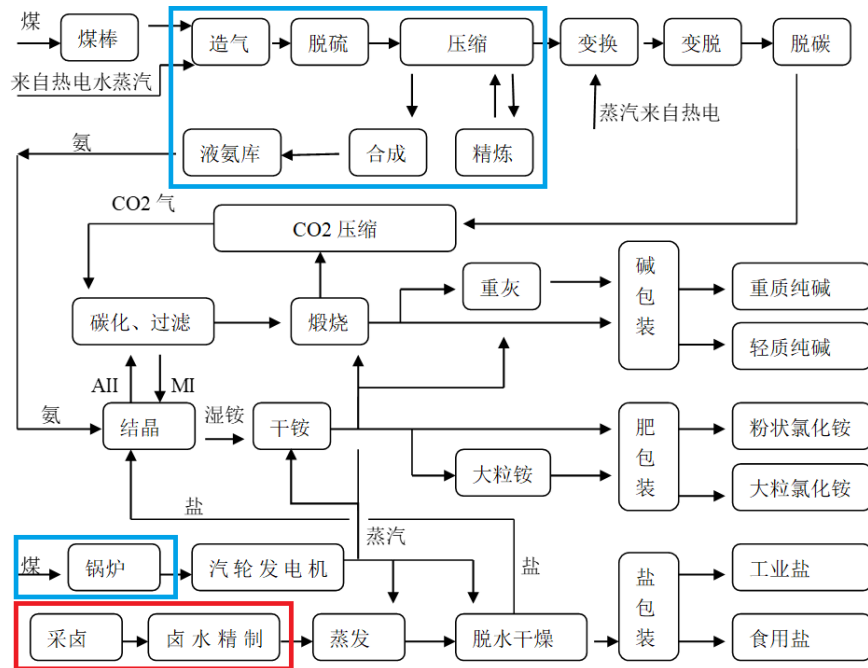 煤
煤棒
造气
脱硫
压缩
变换
变脱
脱碳
来自热电水蒸汽
蒸汽来自热电
氨
液氨库
合成
精炼
CO2 气
CO2 压缩
碳化、过滤
煅烧
重灰
碱包装
重质纯碱
轻质纯碱
AII
MI
氨
结晶
湿铵
干铵
大粒铵
肥包装
粉状氯化铵
大粒氯化铵
盐
蒸汽
煤
锅炉
汽轮发电机
盐
盐包装
工业盐
食用盐
采卤
卤水精制
蒸发
脱水干燥